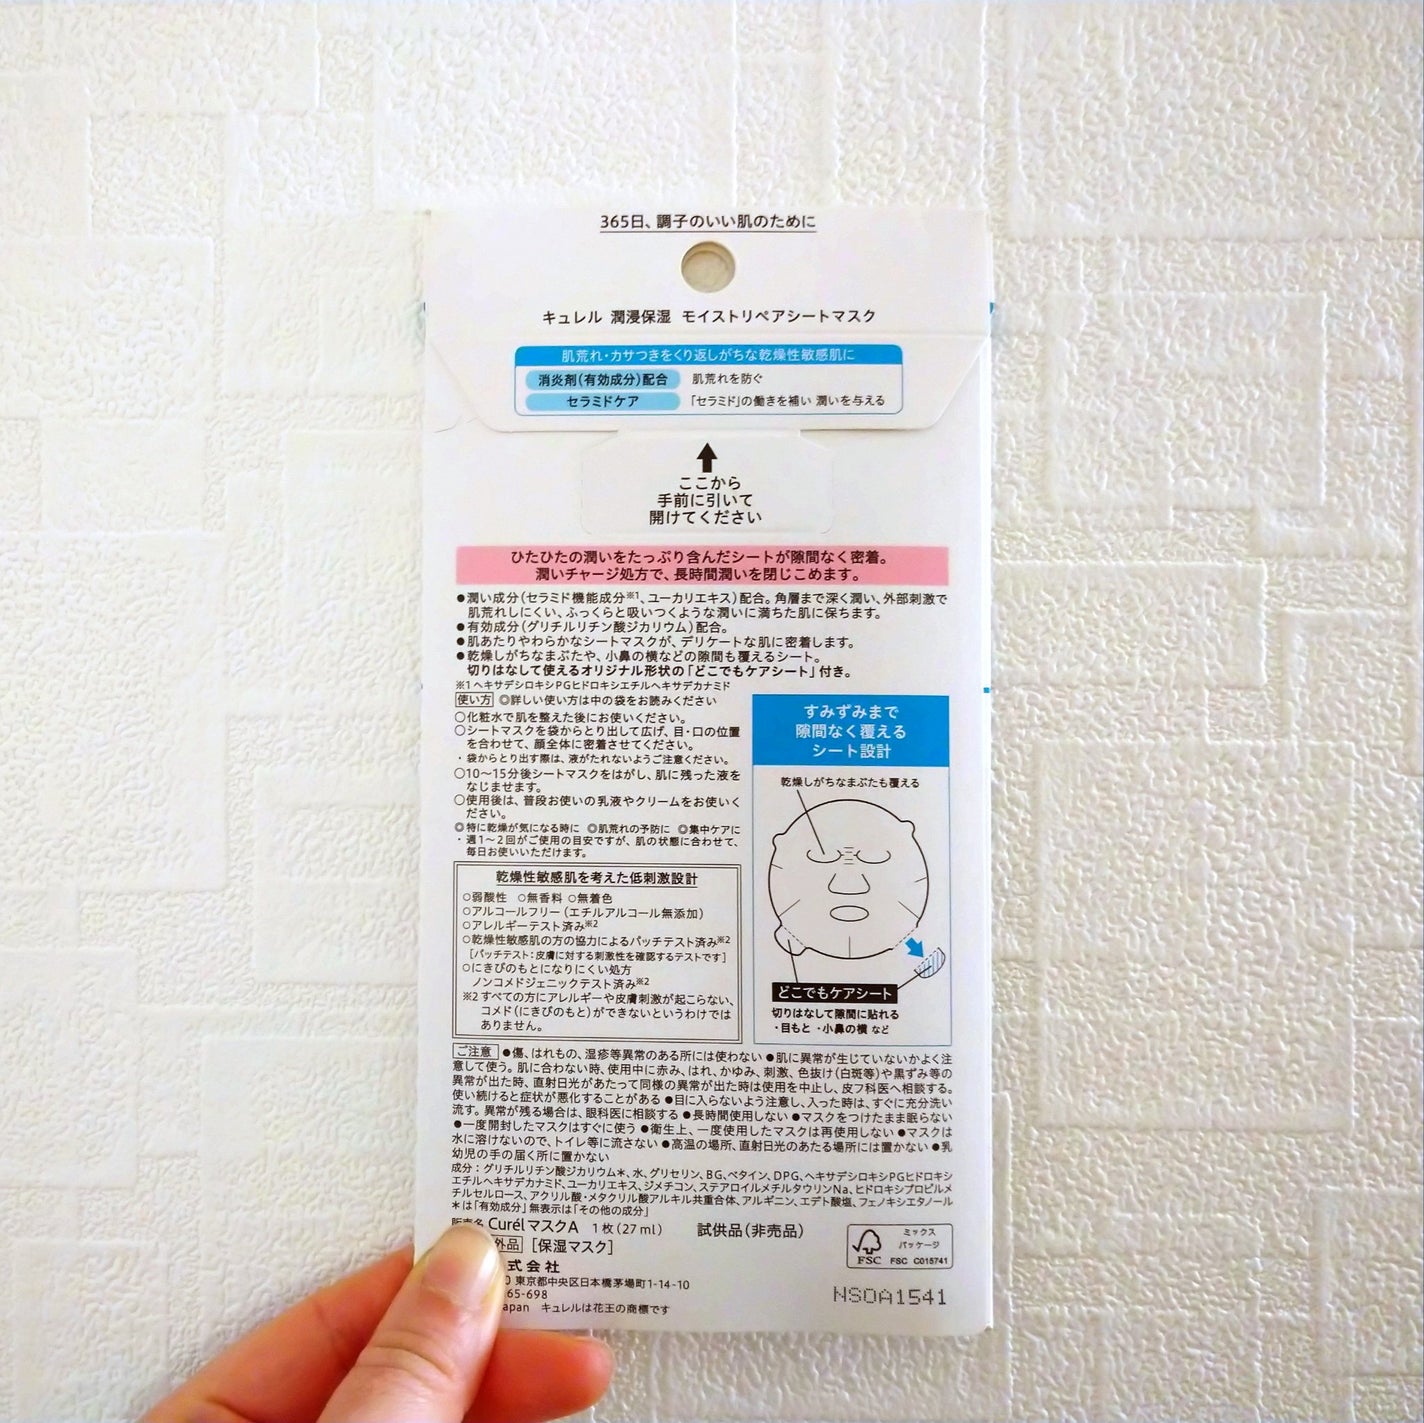 365日、調子のいい肌のために
キュレル 潤浸保湿 モイストリペアシートマスク
肌荒れ・カサつきをくり返しがちな乾燥性敏感肌に
消炎剤(有効成分)配合 肌荒れを防ぐ
セラミドケア 「セラミド」の働きを補い 潤いを与える
ここから
手前に引いて
開けてください
ひたひたの潤いをたっぷり含んだシートが隙間なく密着。
潤いチャージ処方で、長時間潤いを閉じこめます。
●潤い成分(セラミド機能成分※1、ユーカリエキス)配合。角層まで深く潤い、外部刺激で
肌荒れしにくい、ふっくらと吸いつくような潤いに満ちた肌に保ちます。
●有効成分(グリチルリチン酸ジカリウム)配合。
●肌あたりやわらかなシートマスクが、デリケートな肌に密着します。
●乾燥しがちなまぶたや、小鼻の横などの隙間も覆えるシート。
切りはなして使えるオリジナル形状の「どこでもケアシート」付き。
※1 ヘキサデシロキシPGヒドロキシエチルヘキサデカナミド
使い方 ◎詳しい使い方は中の袋をお読みください
○化粧水で肌を整えた後にお使いください。
○シートマスクを袋からとり出して広げ、目・口の位置
を合わせて、顔全体に密着させてください。
・袋からとり出す際は、液がたれないようご注意ください。
○10〜15分後シートマスクをはがし、肌に残った液を
なじませます。
○使用後は、普段お使いの乳液やクリームをお使いく
ださい。
◎特に乾燥が気になる時に ◎肌荒れの予防に ◎集中ケアに
・週1〜2回がご使用の目安ですが、肌の状態に合わせて、
毎日お使いいただけます。
すみずみまで
隙間なく覆える
シート設計
乾燥しがちなまぶたも覆える
どこでもケアシート
切りはなして隙間に貼れる
・目もと ・小鼻の横 など
乾燥性敏感肌を考えた低刺激設計
○弱酸性 ○無香料 ○無着色
○アルコールフリー(エチルアルコール無添加)
○アレルギーテスト済み※2
○乾燥性敏感肌の方の協力によるパッチテスト済み※2
[パッチテスト:皮膚に対する刺激性を確認するテストです]
○にきびのもとになりにくい処方
ノンコメドジェニックテスト済み※2
※2 すべての方にアレルギーや皮膚刺激が起こらない、
コメド(にきびのもと)ができないというわけでは
ありません。
ご注意 ●傷、はれもの、湿疹等異常のある所には使わない ●肌に異常が生じていないかよく注
意して使う。肌に合わない時、使用中に赤み、はれ、かゆみ、刺激、色抜け(白斑等)や黒ずみ等の
異常が出た時、直射日光があたって同様の異常が出た時は使用を中止し、皮フ科医へ相談する。
使い続けると症状が悪化することがある ●目に入らないよう注意し、入った時は、すぐに充分洗い
流す。異常が残る場合は、眼科医に相談する ●長時間使用しない ●マスクをつけたまま眠らない
●一度開封したマスクはすぐに使う ●衛生上、一度使用したマスクは再使用しない ●マスクは
水に溶けないので、トイレ等に流さない ●高温の場所、直射日光のあたる場所には置かない ●乳
幼児の手の届く所に置かない
成分:グリチルリチン酸ジカリウム＊、水、グリセリン、BG、ベタイン、DPG、ヘキサデシロキシPGヒドロキシ
エチルヘキサデカナミド、ユーカリエキス、ジメチコン、ステアロイルメチルタウリンNa、ヒドロキシプロピルメ
チルセルロース、アクリル酸・メタクリル酸アルキル共重合体、アルギニン、エデト酸塩、フェノキシエタノール
＊は「有効成分」無表示は「その他の成分」
販売名 CurélマスクA 1枚(27ml) 試供品(非売品)
外品 [保湿マスク]
式会社
0 東京都中央区日本橋茅場町1-14-10
65-698
apan キュレルは花王の商標です
ミックス
パッケージ
FSC FSC C015741
NSOA1541